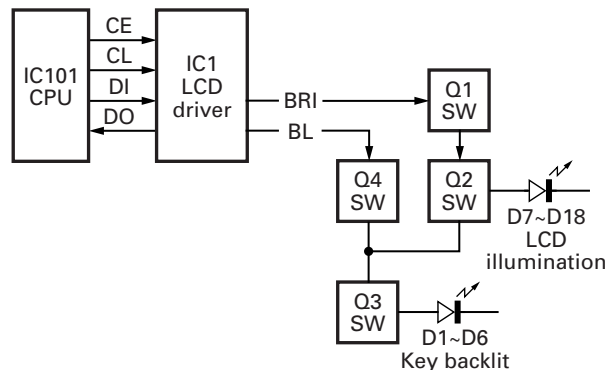 IC101
CPU
CE
CL
DI
DO
IC1
LCD
driver
BRI
BL
Q1
SW
Q4
SW
Q2
SW
D7~D18
LCD
illumination
Q3
SW
D1~D6
Key backlit